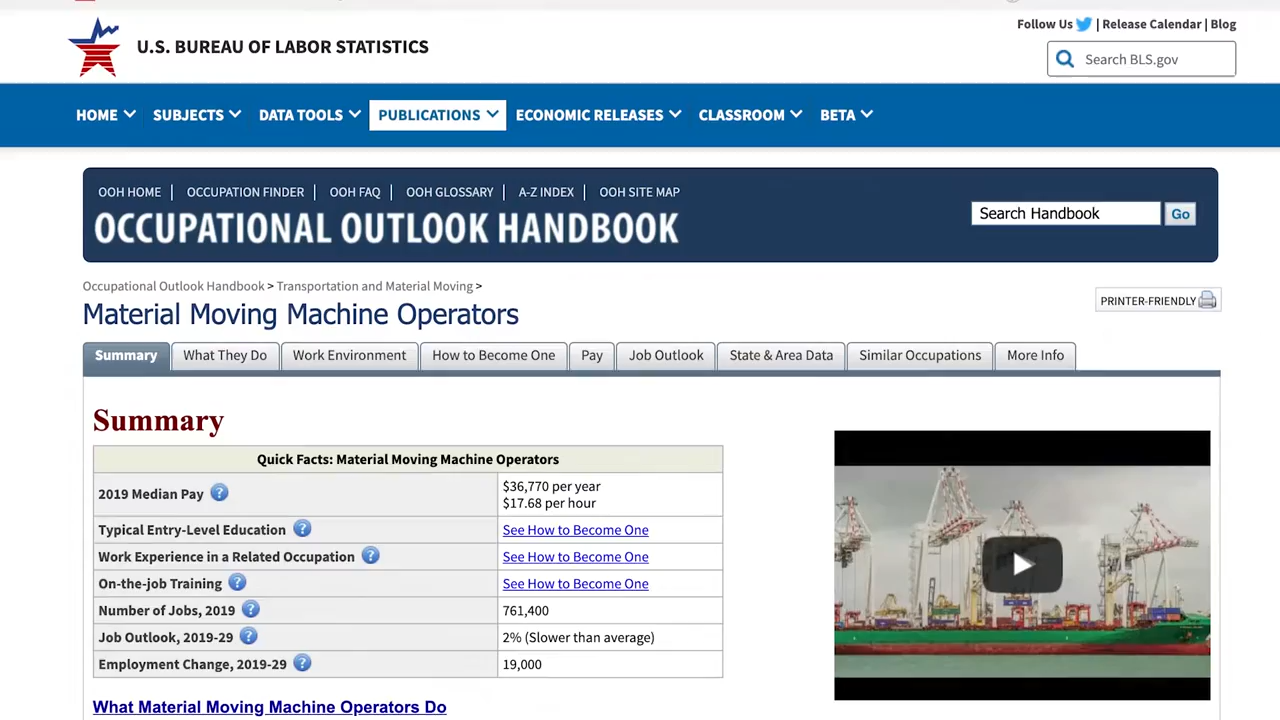 Follow Us | Release Calendar | Blog
U.S. BUREAU OF LABOR STATISTICS
Search BLS.gov
HOME SUBJECTS DATA TOOLS PUBLICATIONS ECONOMIC RELEASES CLASSROOM BETA
OOH HOME | OCCUPATION FINDER | OOH FAQ | OOH GLOSSARY | A-Z INDEX | OOH SITE MAP
OCCUPATIONAL OUTLOOK HANDBOOK
Search Handbook Go
Occupational Outlook Handbook > Transportation and Material Moving >
PRINTER-FRIENDLY
Material Moving Machine Operators
Summary What They Do Work Environment How to Become One Pay Job Outlook State & Area Data Similar Occupations More Info
Summary
Quick Facts: Material Moving Machine Operators
2019 Median Pay ? $36,770 per year
$17.68 per hour
Typical Entry-Level Education ? See How to Become One
Work Experience in a Related Occupation ? See How to Become One
On-the-job Training ? See How to Become One
Number of Jobs, 2019 ? 761,400
Job Outlook, 2019-29 ? 2% (Slower than average)
Employment Change, 2019-29 ? 19,000
What Material Moving Machine Operators Do